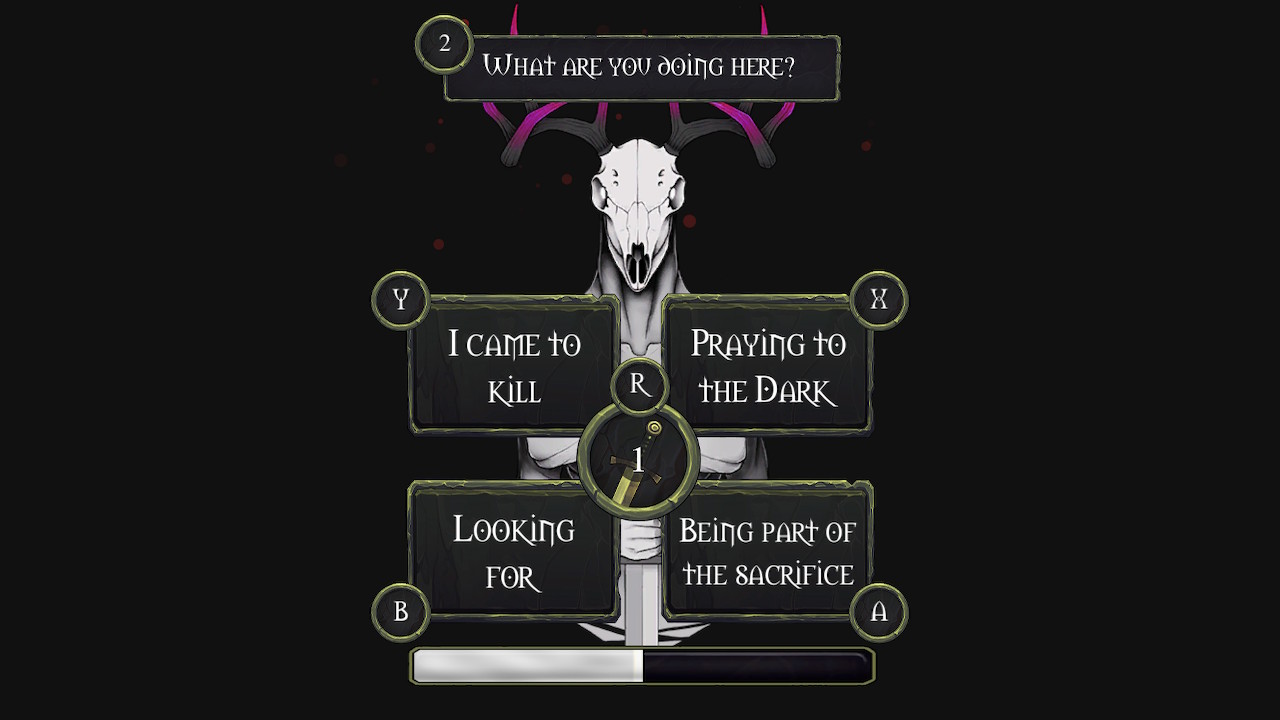 2
What are you doing here?
Y
I came to
kill
X
Praying to
the Dark
R
1
Looking
for
B
Being part of
the sacrifice
A